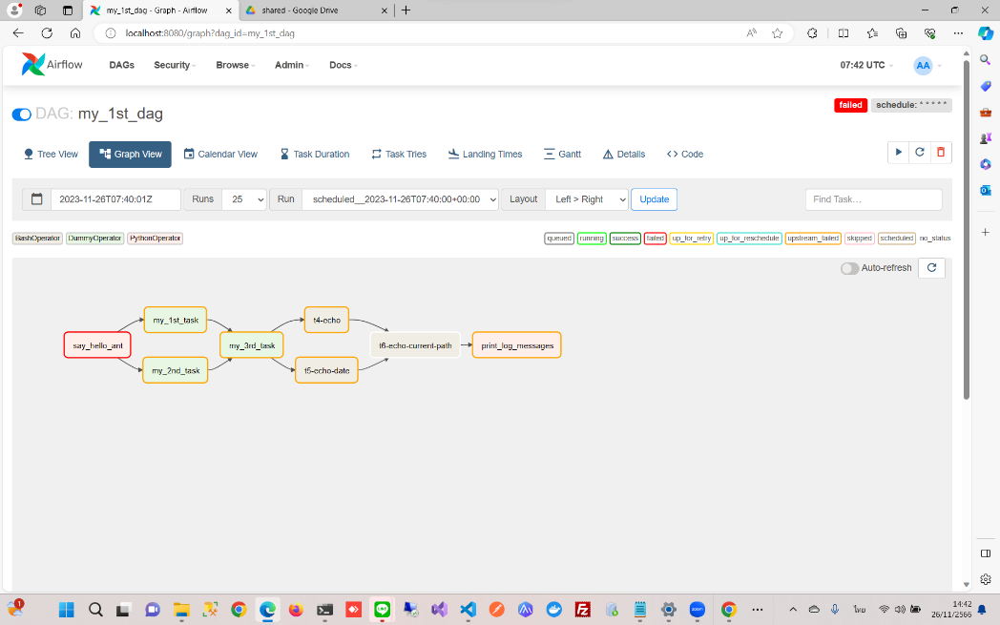 my_1st_dag - Graph - Airflow
shared - Google Drive
localhost:8080/graph?dag_id=my_1st_dag
Airflow
DAGs
Security
Browse
Admin
Docs
07:42 UTC
AA
DAG: my_1st_dag
failed
schedule: * * * * *
Tree View
Graph View
Calendar View
Task Duration
Task Tries
Landing Times
Gantt
Details
<> Code
2023-11-26T07:40:01Z
Runs
25
Run
scheduled__2023-11-26T07:40:00+00:00
Layout
Left > Right
Update
Find Task...
BashOperator
DummyOperator
PythonOperator
queued
running
success
failed
up_for_retry
up_for_reschedule
upstream_failed
skipped
scheduled
no_status
Auto-refresh
my_1st_task
t4-echo
say_hello_ant
my_3rd_task
t6-echo-current-path
print_log_messages
my_2nd_task
t5-echo-date
1
LINE
Fz
zoom
ไทย
14:42
26/11/2566